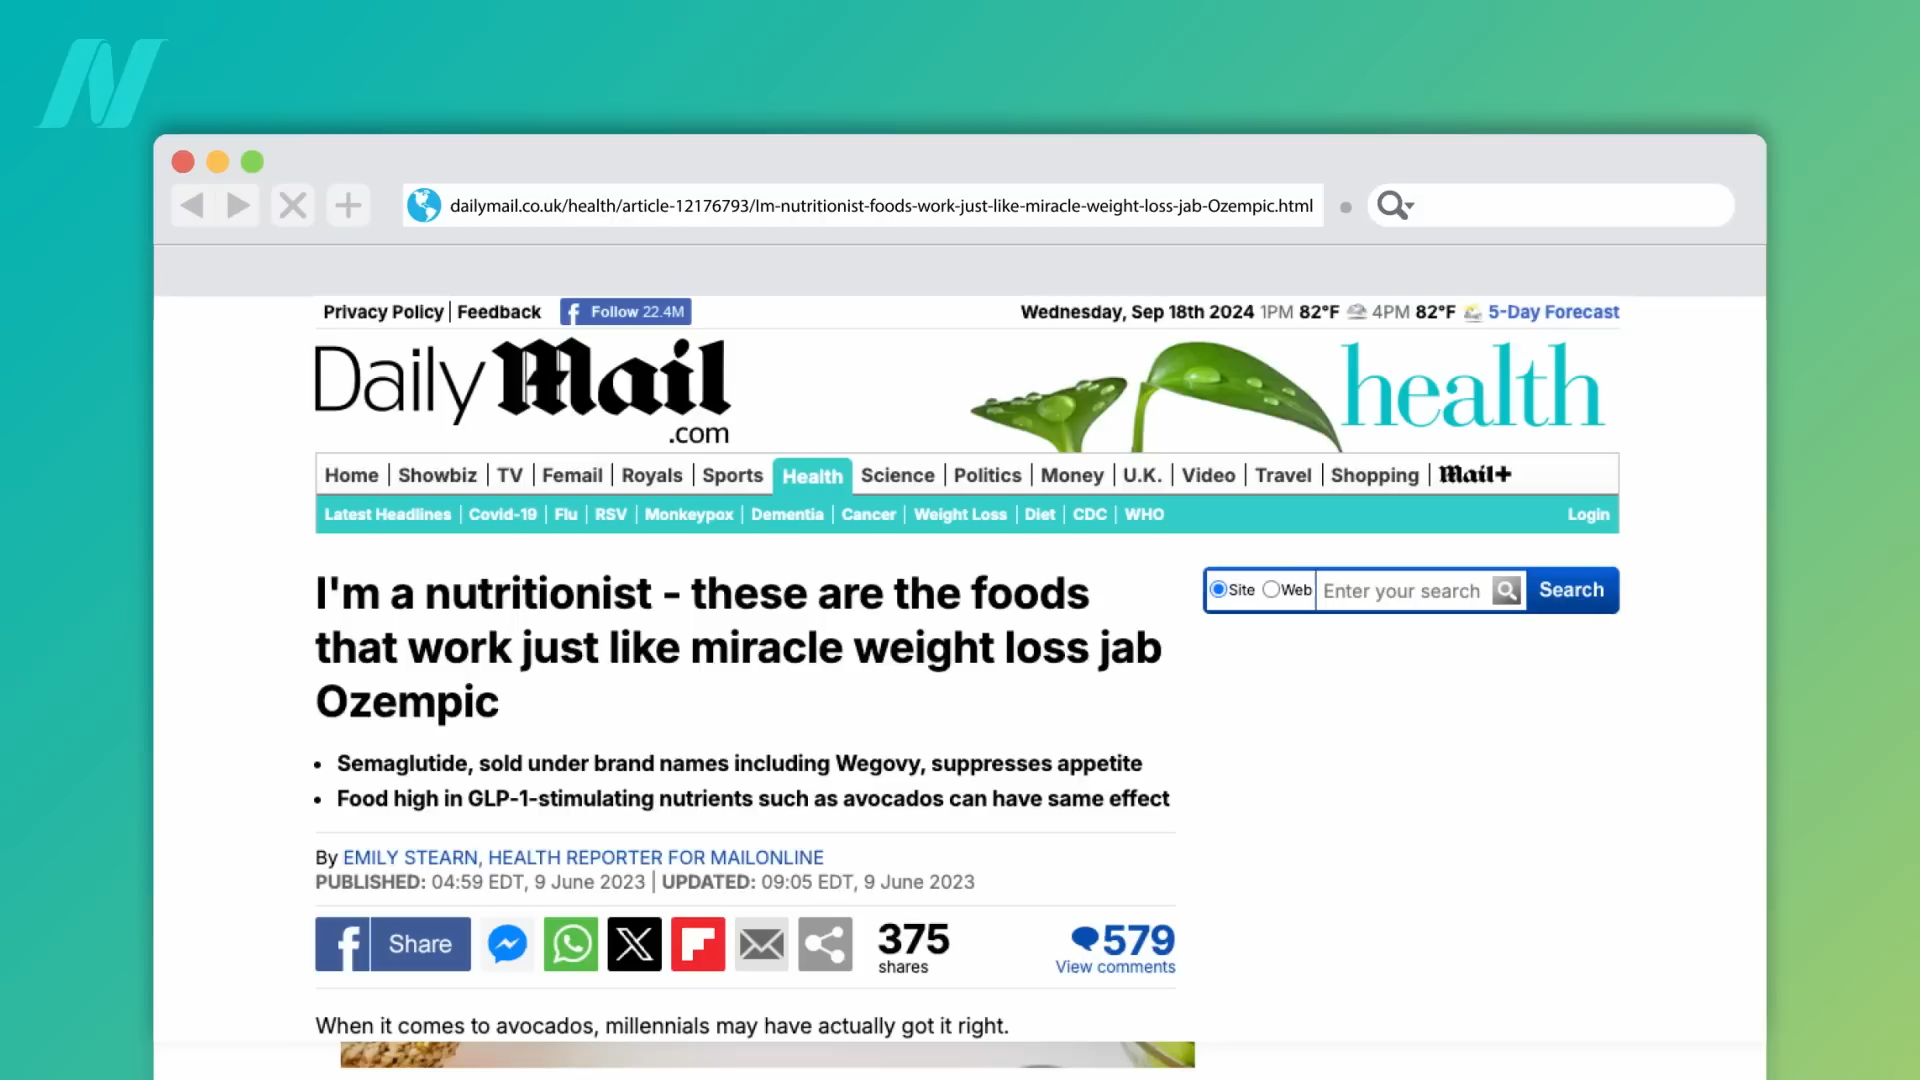 N
dailymail.co.uk/health/article-12176793/Im-nutritionist-foods-work-just-like-miracle-weight-loss-jab-Ozempic.html
Privacy Policy | Feedback
Follow 22.4M
Wednesday, Sep 18th 2024 1PM 82°F 4PM 82°F 5-Day Forecast
Daily Mail
.com
health
Home | Showbiz | TV | Femail | Royals | Sports | Health | Science | Politics | Money | U.K. | Video | Travel | Shopping | Mail+
Latest Headlines | Covid-19 | Flu | RSV | Monkeypox | Dementia | Cancer | Weight Loss | Diet | CDC | WHO Login
I'm a nutritionist - these are the foods
that work just like miracle weight loss jab
Ozempic
Site Web Enter your search Search
• Semaglutide, sold under brand names including Wegovy, suppresses appetite
• Food high in GLP-1-stimulating nutrients such as avocados can have same effect
By EMILY STEARN, HEALTH REPORTER FOR MAILONLINE
PUBLISHED: 04:59 EDT, 9 June 2023 | UPDATED: 09:05 EDT, 9 June 2023
Share
375
shares
579
View comments
When it comes to avocados, millennials may have actually got it right.